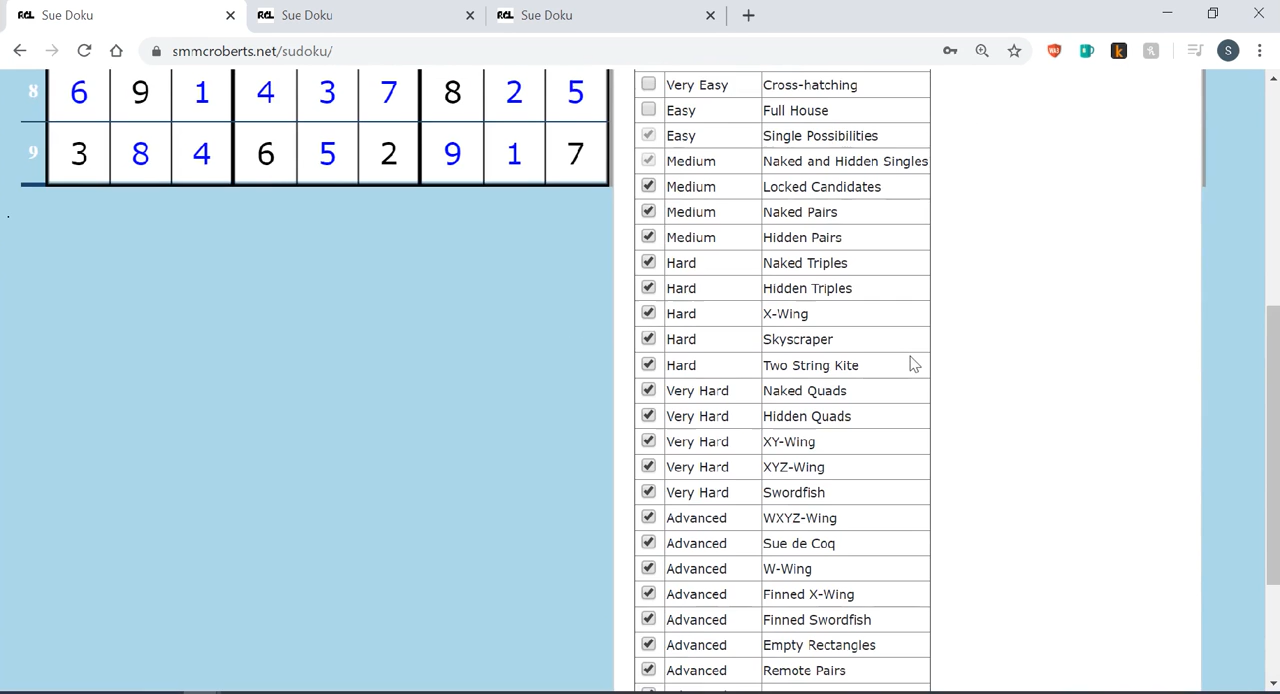 RCL Sue Doku RCL Sue Doku RCL Sue Doku
smmcroberts.net/sudoku/ S
8 6 9 1 4 3 7 8 2 5
9 3 8 4 6 5 2 9 1 7
Very Easy Cross-hatching
Easy Full House
Easy Single Possibilities
Medium Naked and Hidden Singles
Medium Locked Candidates
Medium Naked Pairs
Medium Hidden Pairs
Hard Naked Triples
Hard Hidden Triples
Hard X-Wing
Hard Skyscraper
Hard Two String Kite
Very Hard Naked Quads
Very Hard Hidden Quads
Very Hard XY-Wing
Very Hard XYZ-Wing
Very Hard Swordfish
Advanced WXYZ-Wing
Advanced Sue de Coq
Advanced W-Wing
Advanced Finned X-Wing
Advanced Finned Swordfish
Advanced Empty Rectangles
Advanced Remote Pairs